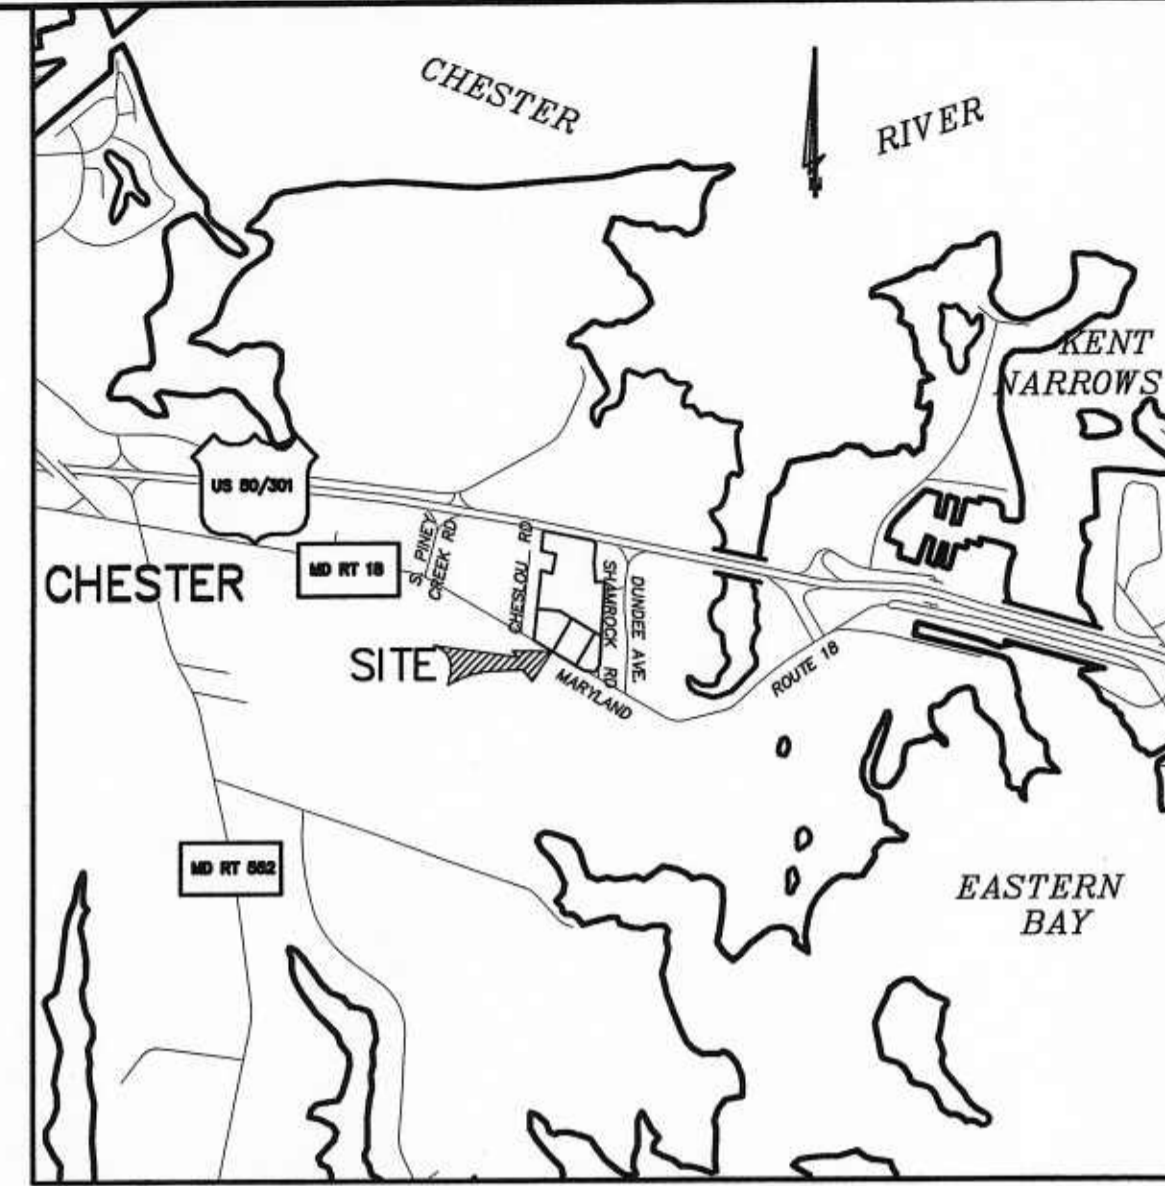 CHESTER
RIVER
KENT
NARROWS
US 50/301
S. PINEY
CREEK RD
CHESLOU RD
SHAMROCK RD
DUNDEE AVE.
MD RT 18
CHESTER
SITE
MARYLAND
ROUTE 18
MD RT 552
EASTERN
BAY